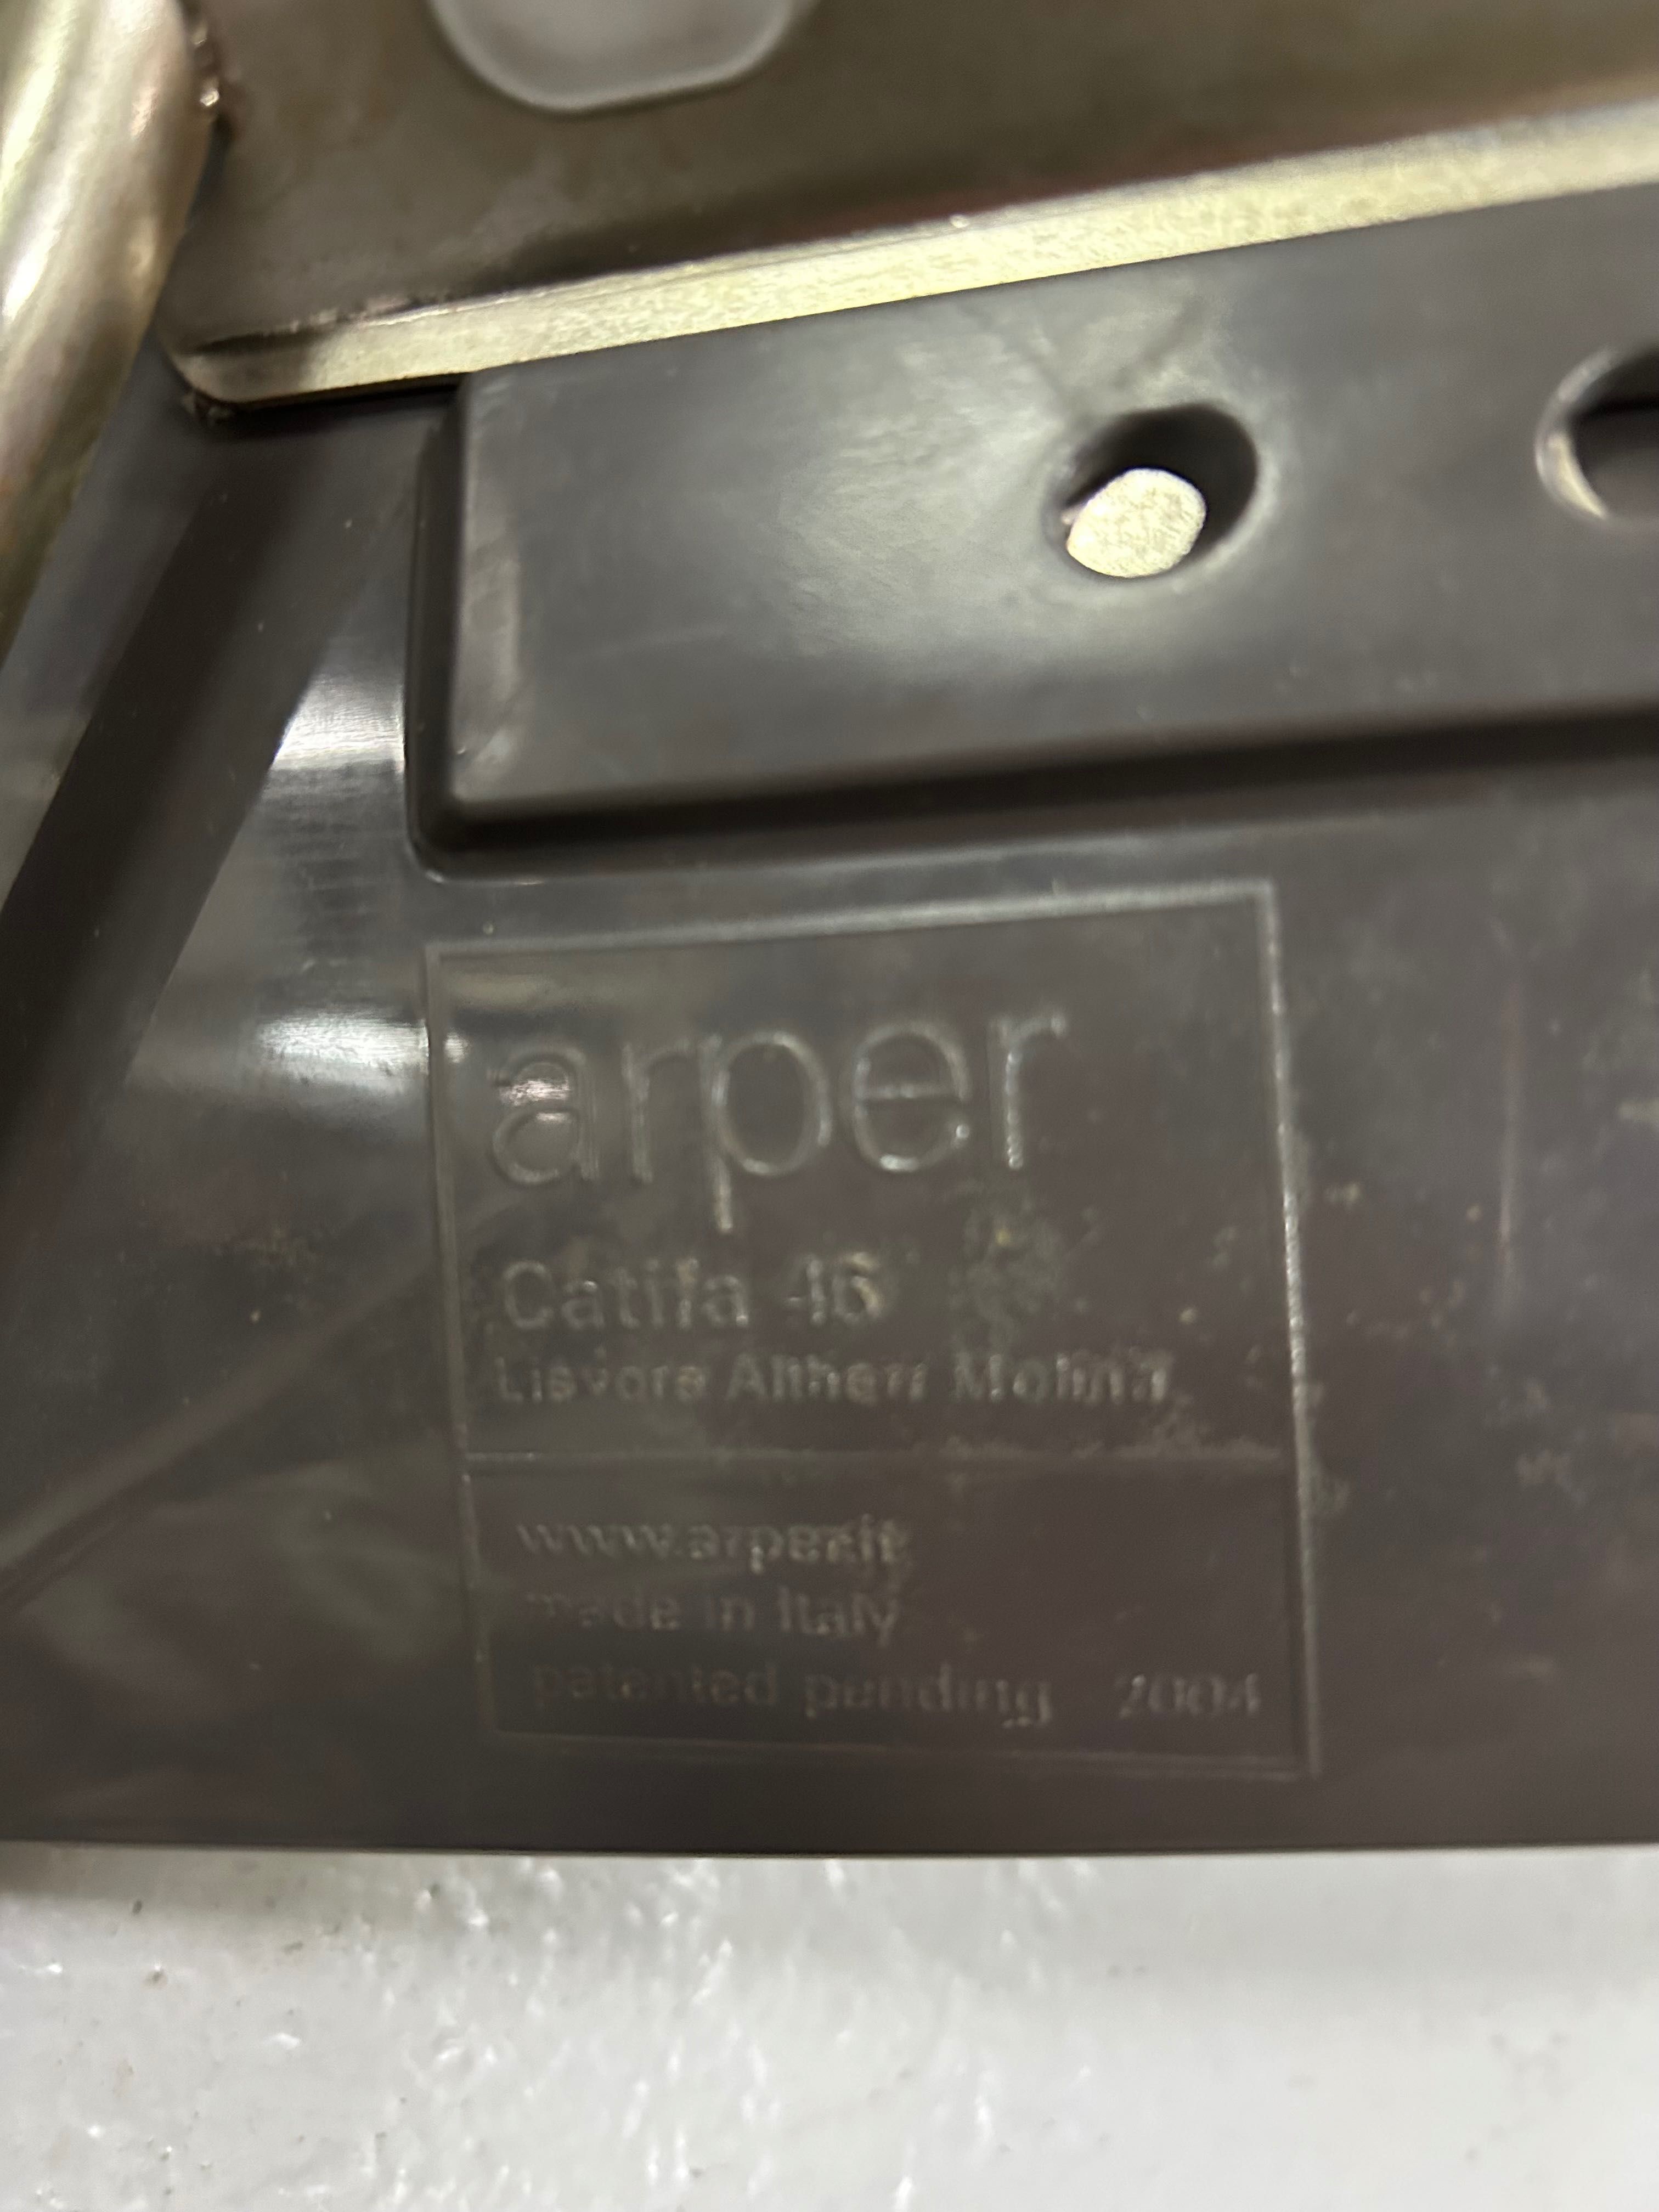 arper
Catifa 46
Lievore Altherr Molina
www.arper.it
made in Italy
patented pending 2004